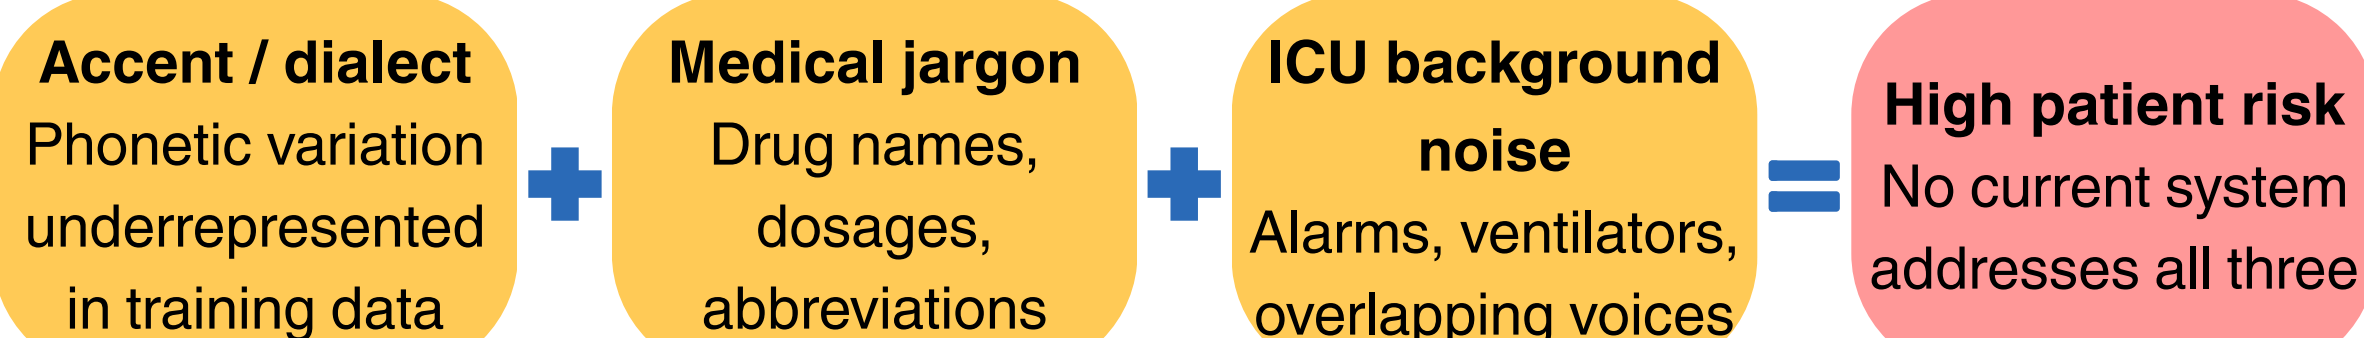 Accent / dialect
Phonetic variation
underrepresented
in training data
Medical jargon
Drug names,
dosages,
abbreviations
ICU background
noise
Alarms, ventilators,
overlapping voices
High patient risk
No current system
addresses all three